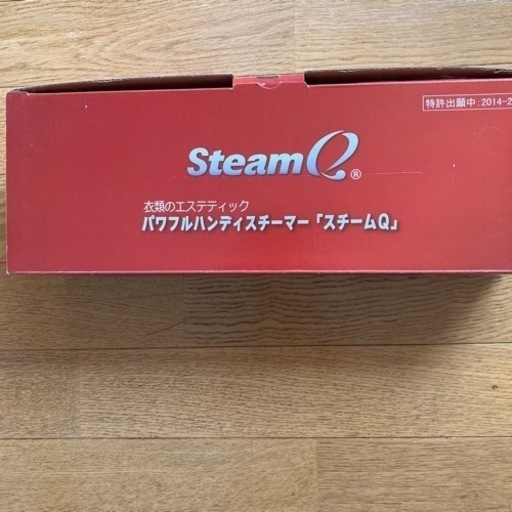 特許出願中:2014-2
SteamQ®
衣類のエステティック
パワフルハンディスチーマー「スチームQ」